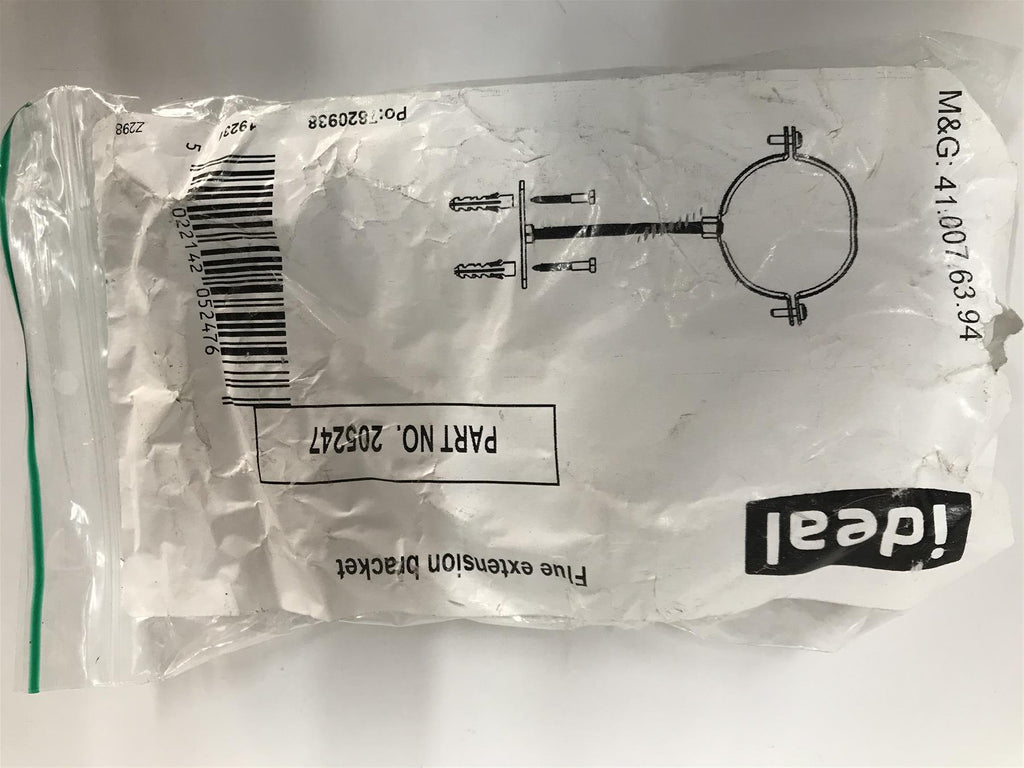 ideal
Flue extension bracket
PART NO. 205247
M&G: 41.007.63.94
5 022142 052476
Po:7820938
Z298